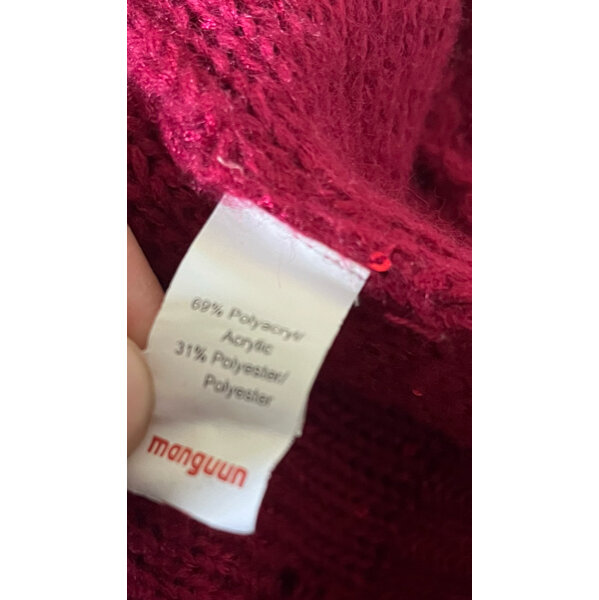 69% Polyacryl/
Acrylic
31% Polyester/
Polyester
manguun